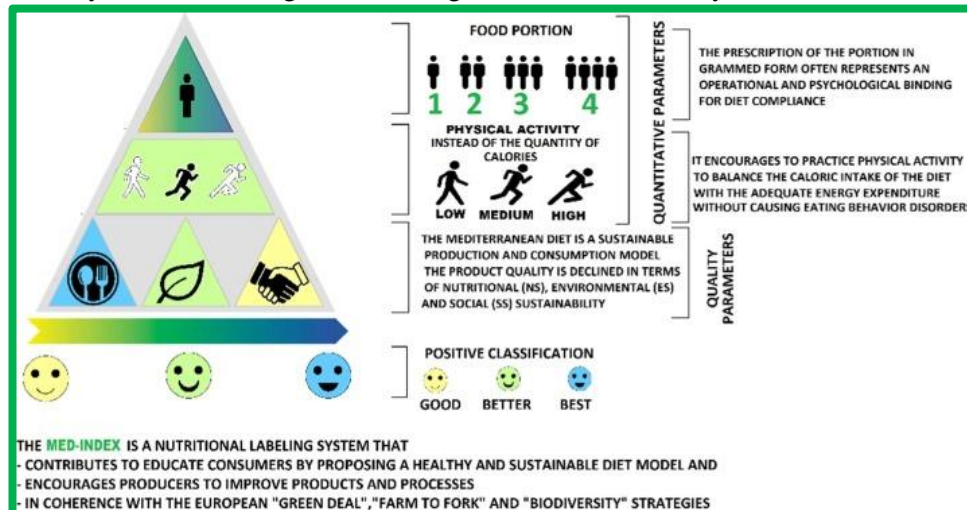 FOOD PORTION
1 2 3 4
PHYSICAL ACTIVITY
INSTEAD OF THE QUANTITY OF
CALORIES
LOW MEDIUM HIGH
QUANTITATIVE PARAMETERS
THE PRESCRIPTION OF THE PORTION IN
GRAMMED FORM OFTEN REPRESENTS AN
OPERATIONAL AND PSYCHOLOGICAL BINDING
FOR DIET COMPLIANCE
IT ENCOURAGES TO PRACTICE PHYSICAL ACTIVITY
TO BALANCE THE CALORIC INTAKE OF THE DIET
WITH THE ADEQUATE ENERGY EXPENDITURE
WITHOUT CAUSING EATING BEHAVIOR DISORDER
THE MEDITERRANEAN DIET IS A SUSTAINABLE
PRODUCTION AND CONSUMPTION MODEL
THE PRODUCT QUALITY IS DECLINED IN TERMS
OF NUTRITIONAL (NS), ENVIRONMENTAL (ES)
AND SOCIAL (SS) SUSTAINABILITY
QUALITY
PARAMETERS
POSITIVE CLASSIFICATION
GOOD BETTER BEST
THE MED-INDEX IS A NUTRITIONAL LABELING SYSTEM THAT
- CONTRIBUTES TO EDUCATE CONSUMERS BY PROPOSING A HEALTHY AND SUSTAINABLE DIET MODEL AND
- ENCOURAGES PRODUCERS TO IMPROVE PRODUCTS AND PROCESSES
- IN COHERENCE WITH THE EUROPEAN "GREEN DEAL","FARM TO FORK" AND "BIODIVERSITY" STRATEGIES